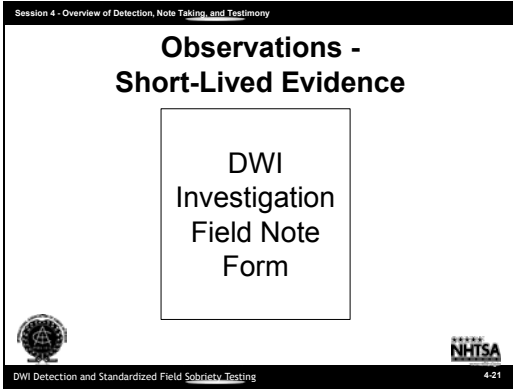 Session 4 - Overview of Detection, Note Taking, and Testimony
Observations -
Short-Lived Evidence
DWI
Investigation
Field Note
Form
NHTSA
DWI Detection and Standardized Field Sobriety Testing
4-21